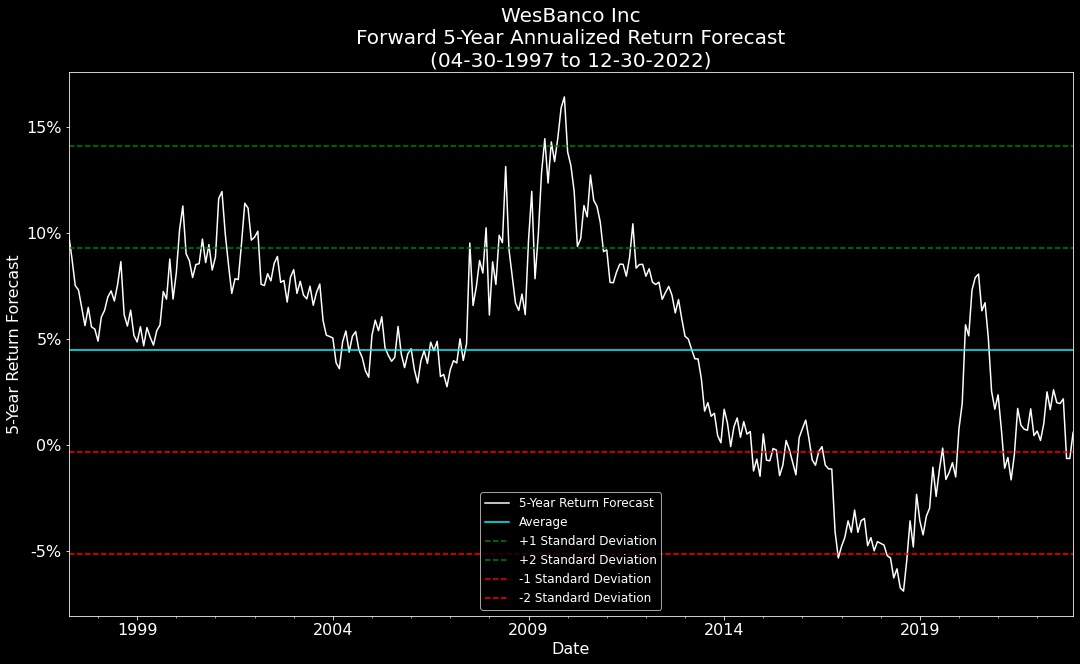 WesBanco Inc
Forward 5-Year Annualized Return Forecast
(04-30-1997 to 12-30-2022)
5-Year Return Forecast
15%
10%
5%
0%
-5%
5-Year Return Forecast
Average
+1 Standard Deviation
+2 Standard Deviation
-1 Standard Deviation
-2 Standard Deviation
1999 2004 2009 2014 2019
Date